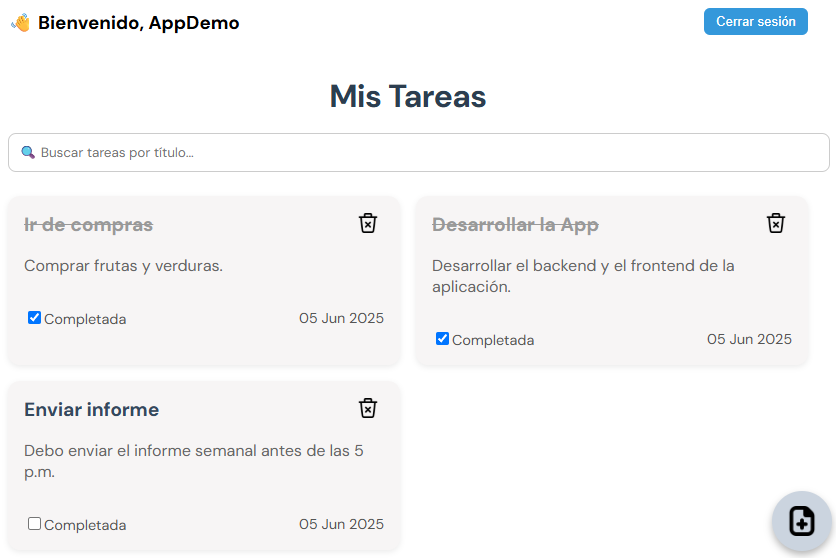 👋 Bienvenido, AppDemo
Cerrar sesión
Mis Tareas
🔍 Buscar tareas por título...
Ir de compras
Comprar frutas y verduras.
Completada
05 Jun 2025
Desarrollar la App
Desarrollar el backend y el frontend de la
aplicación.
Completada
05 Jun 2025
Enviar informe
Debo enviar el informe semanal antes de las 5
p.m.
Completada
05 Jun 2025